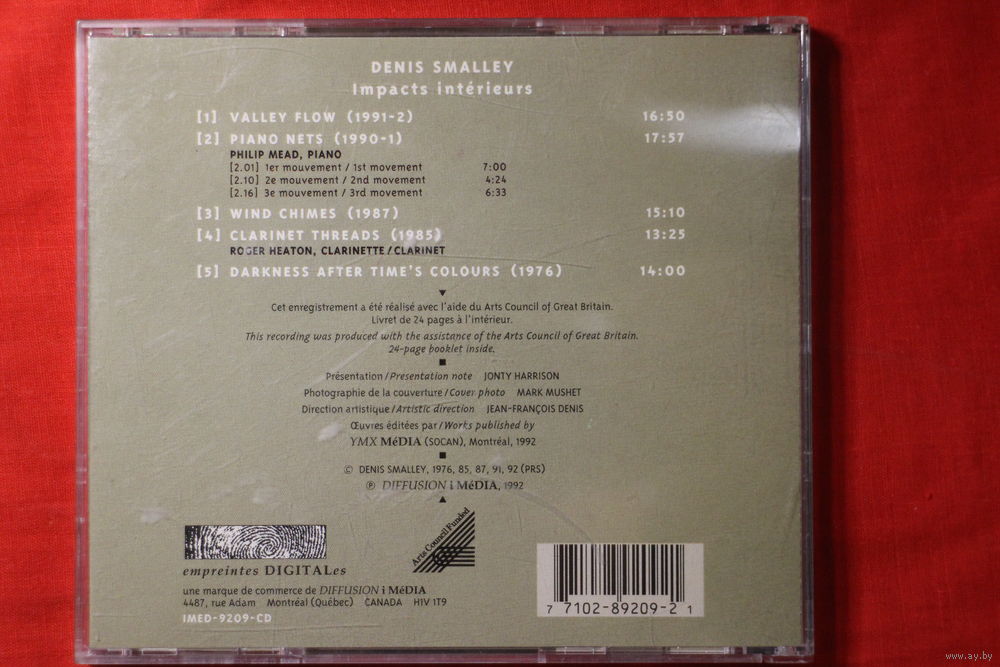 DENIS SMALLEY
Impacts intérieurs
[1] VALLEY FLOW (1991-2) 16:50
[2] PIANO NETS (1990-1) 17:57
PHILIP MEAD, PIANO
[2.01] 1er mouvement / 1st movement 7:00
[2.10] 2e mouvement / 2nd movement 4:24
[2.16] 3e mouvement / 3rd movement 6:33
[3] WIND CHIMES (1987) 15:10
[4] CLARINET THREADS (1985) 13:25
ROGER HEATON, CLARINETTE / CLARINET
[5] DARKNESS AFTER TIME'S COLOURS (1976) 14:00
Cet enregistrement a été réalisé avec l'aide du Arts Council of Great Britain.
Livret de 24 pages à l'intérieur.
This recording was produced with the assistance of the Arts Council of Great Britain.
24-page booklet inside.
Présentation / Presentation note JONTY HARRISON
Photographie de la couverture / Cover photo MARK MUSHET
Direction artistique / Artistic direction JEAN-FRANÇOIS DENIS
Œuvres éditées par / Works published by
YMX MéDIA (SOCAN), Montréal, 1992
© DENIS SMALLEY, 1976, 85, 87, 91, 92 (PRS)
℗ DIFFUSION i MéDIA, 1992
Arts Council Funded
empreintes DIGITALes
une marque de commerce de DIFFUSION i MéDIA
4487, rue Adam Montréal (Québec) CANADA H1V 1T9
IMED-9209-CD
7 71028-9209-2 1
www.ay.by